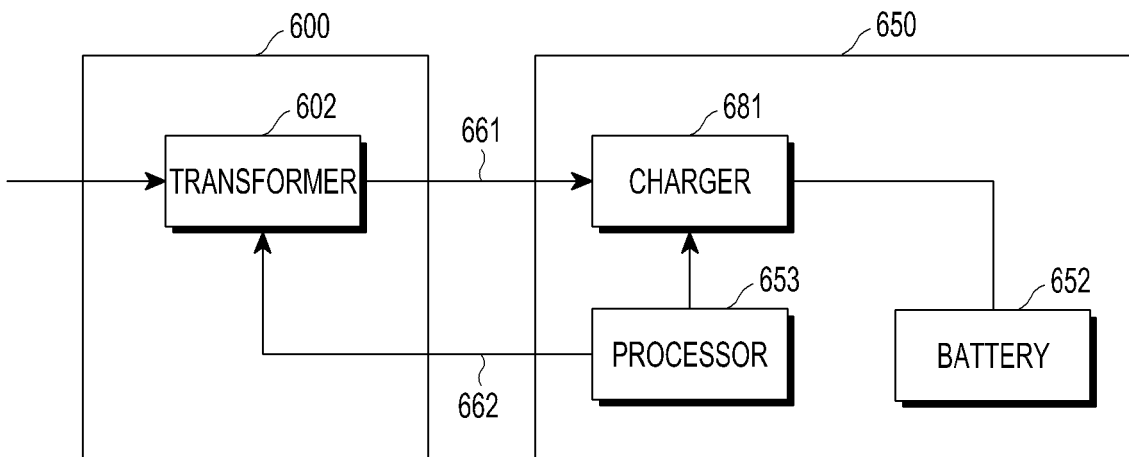 600
650
602
661
681
TRANSFORMER
CHARGER
653
652
PROCESSOR
BATTERY
662